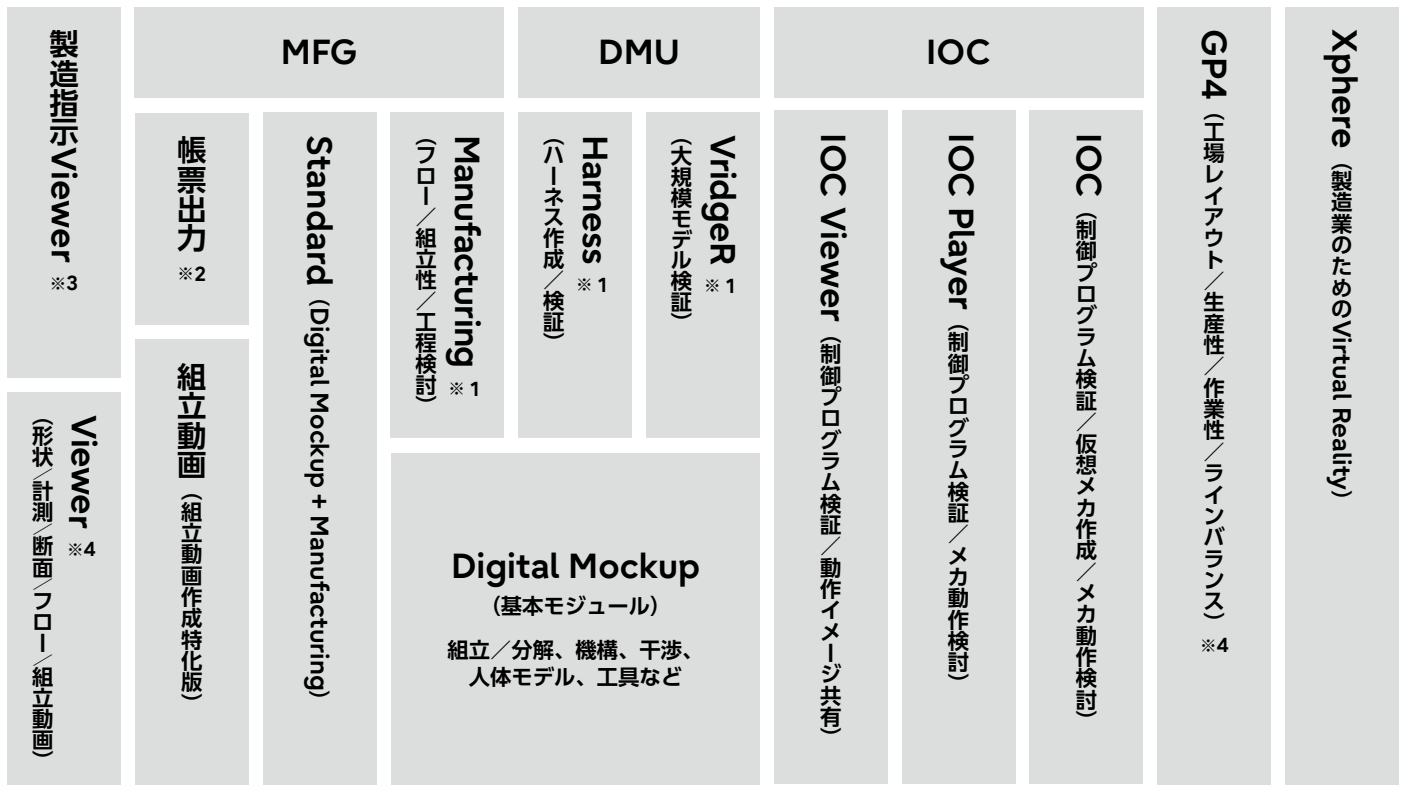 製造指示Viewer ※3
Viewer ※4
（形状／計測／断面／フロー／組立動画）
MFG
帳票出力 ※2
組立動画（組立動画作成特化版）
Standard（Digital Mockup + Manufacturing）
Manufacturing ※1
（フロー／組立性／工程検討）
DMU
Harness ※1
（ハーネス作成／検証）
VridgeR ※1
（大規模モデル検証）
Digital Mockup
（基本モジュール）
組立／分解、機構、干渉、
人体モデル、工具など
IOC
IOC Viewer（制御プログラム検証／動作イメージ共有）
IOC Player（制御プログラム検証／メカ動作検討）
IOC（制御プログラム検証／仮想メカ作成／メカ動作検討）
GP4（工場レイアウト／生産性／作業性／ラインバランス）※4
Xphere（製造業のためのVirtual Reality）